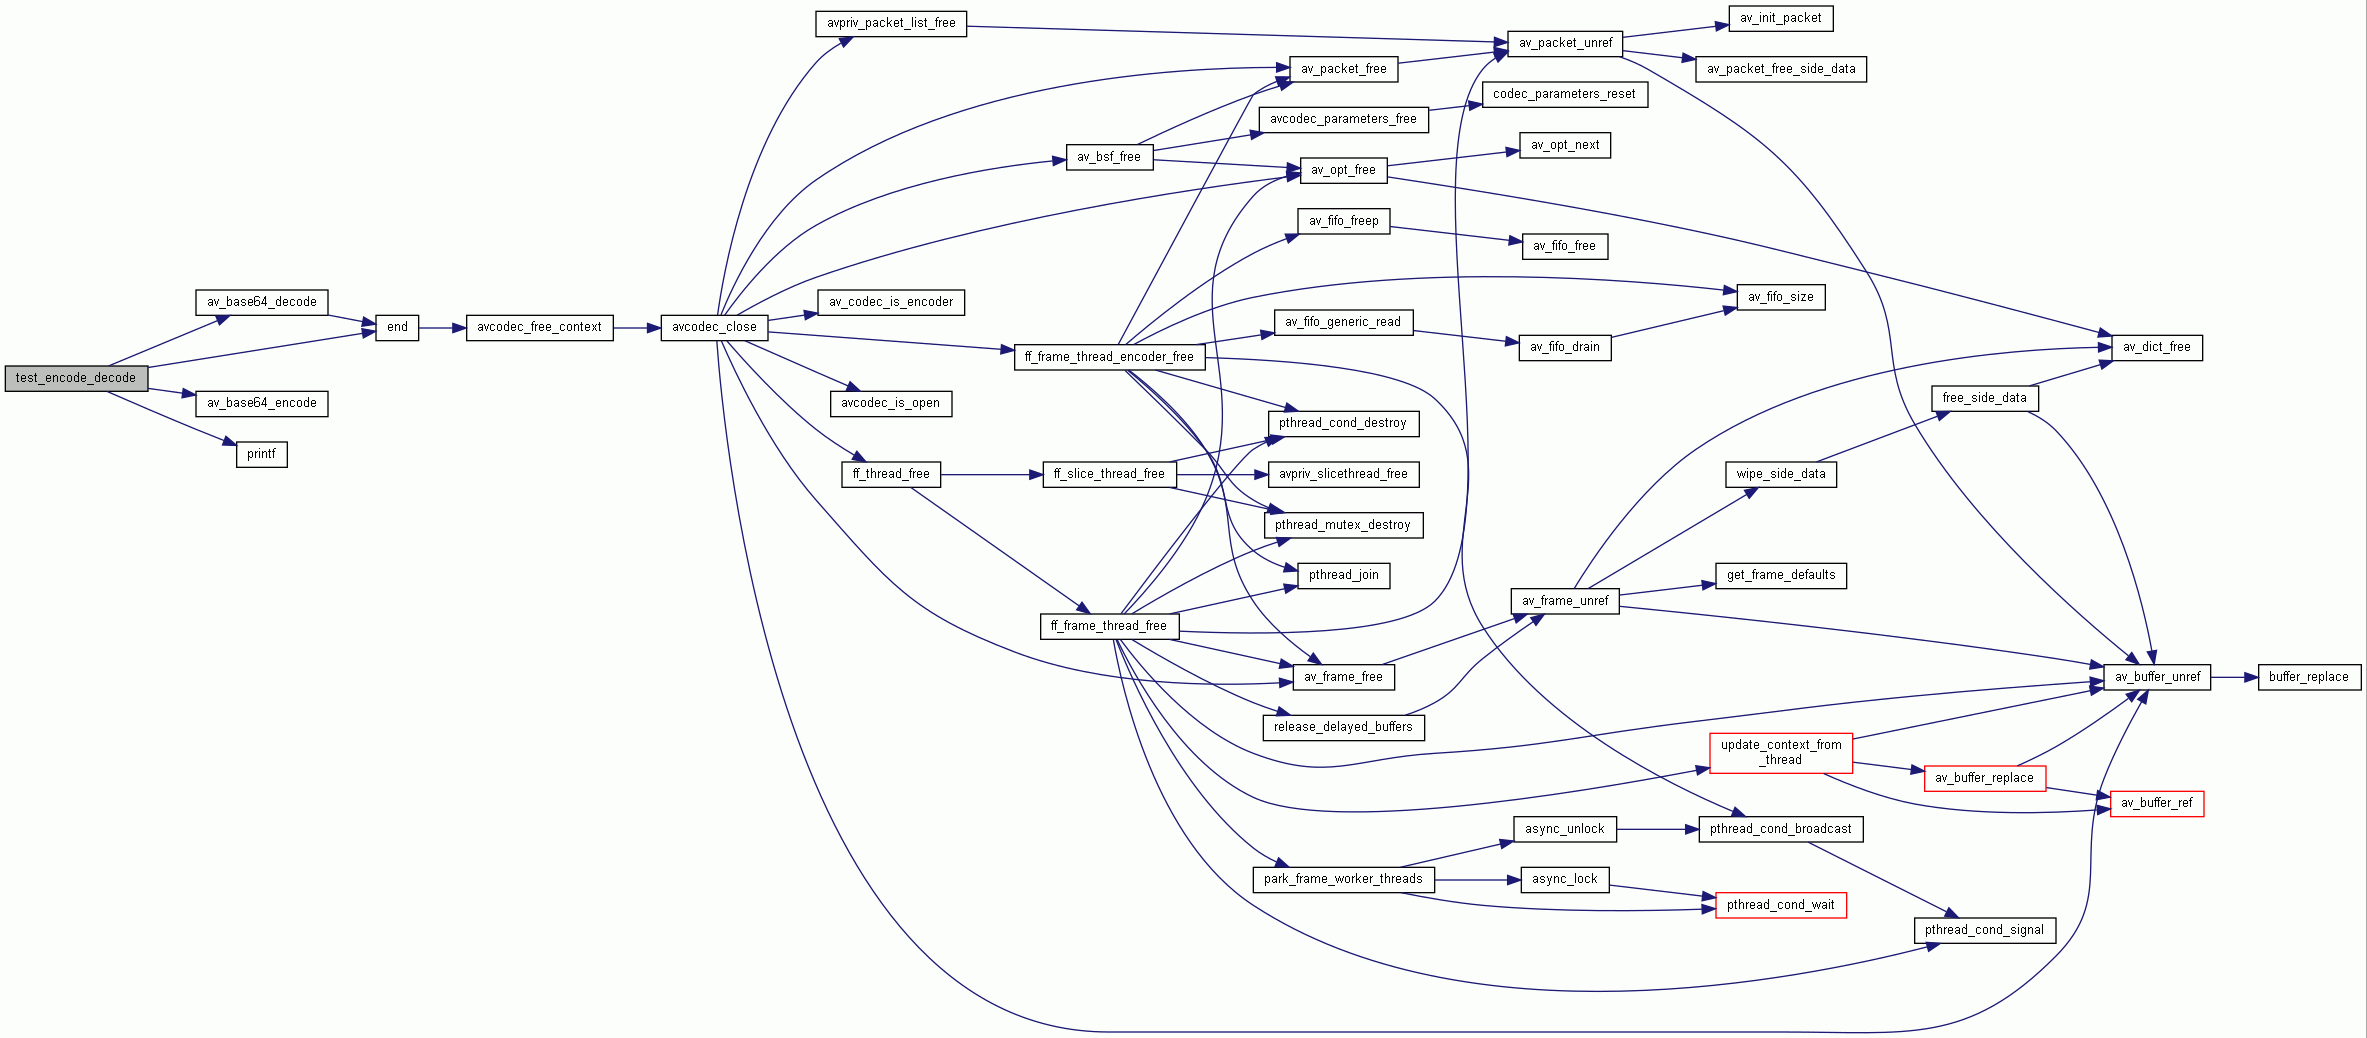 test_encode_decode
av_base64_decode
av_base64_encode
printf
end
avcodec_free_context
avcodec_close
avpriv_packet_list_free
av_codec_is_encoder
avcodec_is_open
ff_thread_free
av_bsf_free
ff_frame_thread_encoder_free
ff_slice_thread_free
ff_frame_thread_free
av_packet_free
avcodec_parameters_free
av_opt_free
av_fifo_freep
av_fifo_generic_read
pthread_cond_destroy
avpriv_slicethread_free
pthread_mutex_destroy
pthread_join
av_frame_free
release_delayed_buffers
park_frame_worker_threads
av_packet_unref
codec_parameters_reset
av_opt_next
av_fifo_free
av_fifo_drain
av_frame_unref
async_unlock
async_lock
av_init_packet
av_packet_free_side_data
av_fifo_size
wipe_side_data
get_frame_defaults
update_context_from
_thread
pthread_cond_broadcast
pthread_cond_wait
free_side_data
av_buffer_replace
pthread_cond_signal
av_dict_free
av_buffer_unref
av_buffer_ref
buffer_replace